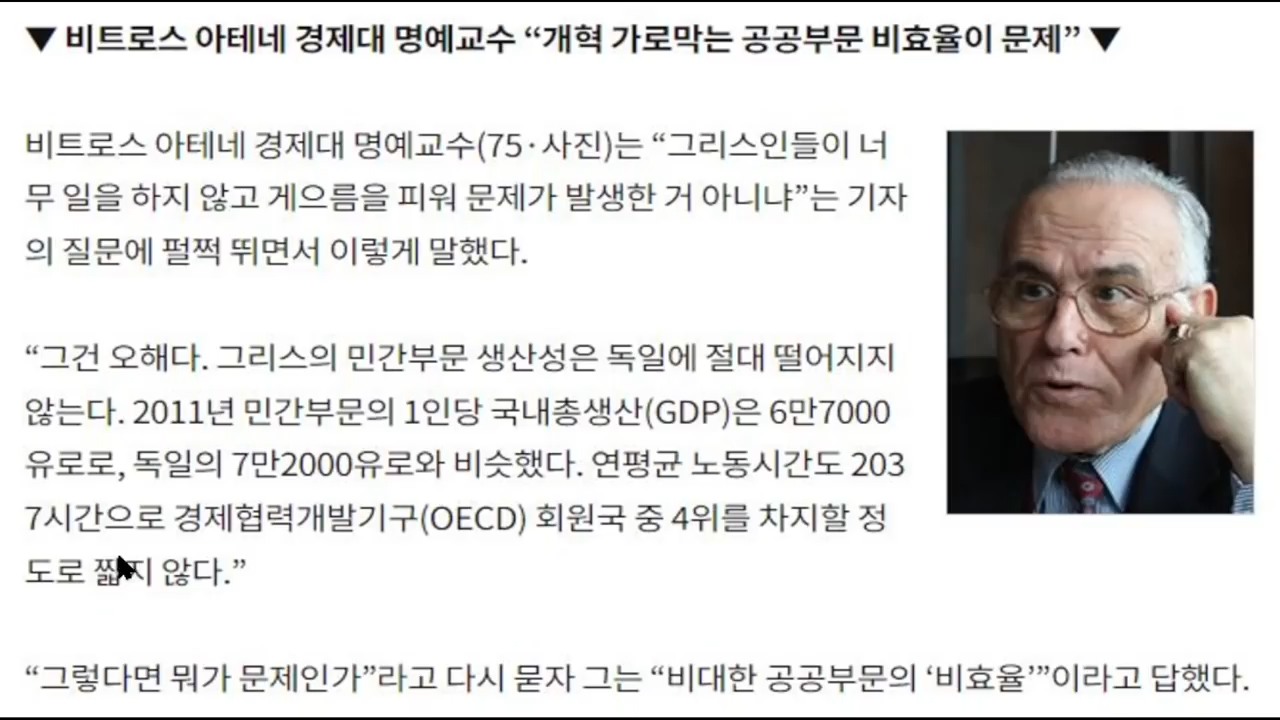 ▼ 비트로스 아테네 경제대 명예교수 “개혁 가로막는 공공부문 비효율이 문제” ▼
비트로스 아테네 경제대 명예교수(75·사진)는 “그리스인들이 너
무 일을 하지 않고 게으름을 피워 문제가 발생한 거 아니냐”는 기자
의 질문에 펄쩍 뛰면서 이렇게 말했다.
“그건 오해다. 그리스의 민간부문 생산성은 독일에 절대 떨어지지
않는다. 2011년 민간부문의 1인당 국내총생산(GDP)은 6만7000
유로로, 독일의 7만2000유로와 비슷했다. 연평균 노동시간도 203
7시간으로 경제협력개발기구(OECD) 회원국 중 4위를 차지할 정
도로 짧지 않다.”
“그렇다면 뭐가 문제인가”라고 다시 묻자 그는 “비대한 공공부문의 ‘비효율’”이라고 답했다.